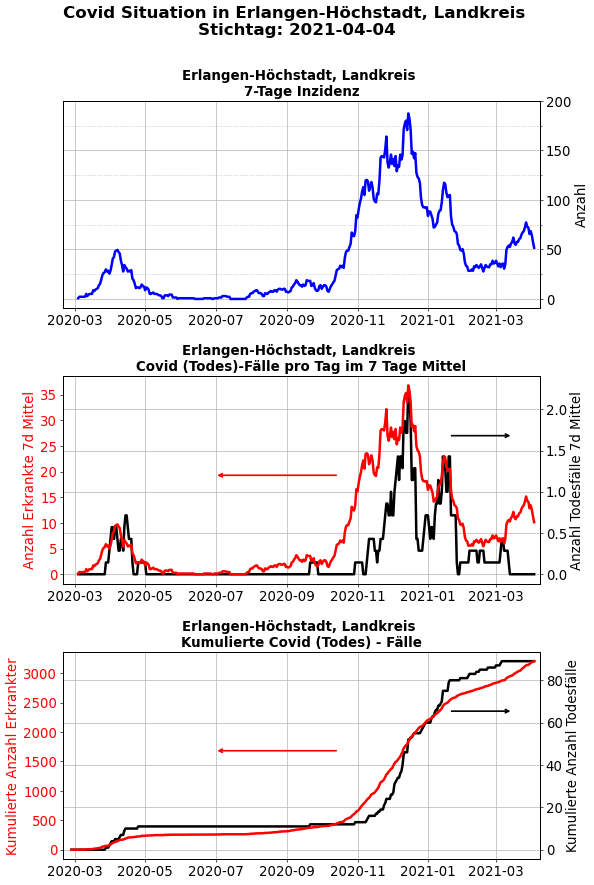 Covid Situation in Erlangen-Höchstadt, Landkreis
Stichtag: 2021-04-04
Erlangen-Höchstadt, Landkreis
7-Tage Inzidenz
200
150
100
50
0
Anzahl
2020-03 2020-05 2020-07 2020-09 2020-11 2021-01 2021-03
Erlangen-Höchstadt, Landkreis
Covid (Todes)-Fälle pro Tag im 7 Tage Mittel
Anzahl Erkrankte 7d Mittel
35
30
25
20
15
10
5
0
2.0
1.5
1.0
0.5
0.0
Anzahl Todesfälle 7d Mittel
2020-03 2020-05 2020-07 2020-09 2020-11 2021-01 2021-03
Erlangen-Höchstadt, Landkreis
Kumulierte Covid (Todes) - Fälle
Kumulierte Anzahl Erkrankter
3000
2500
2000
1500
1000
500
0
80
60
40
20
0
Kumulierte Anzahl Todesfälle
2020-03 2020-05 2020-07 2020-09 2020-11 2021-01 2021-03